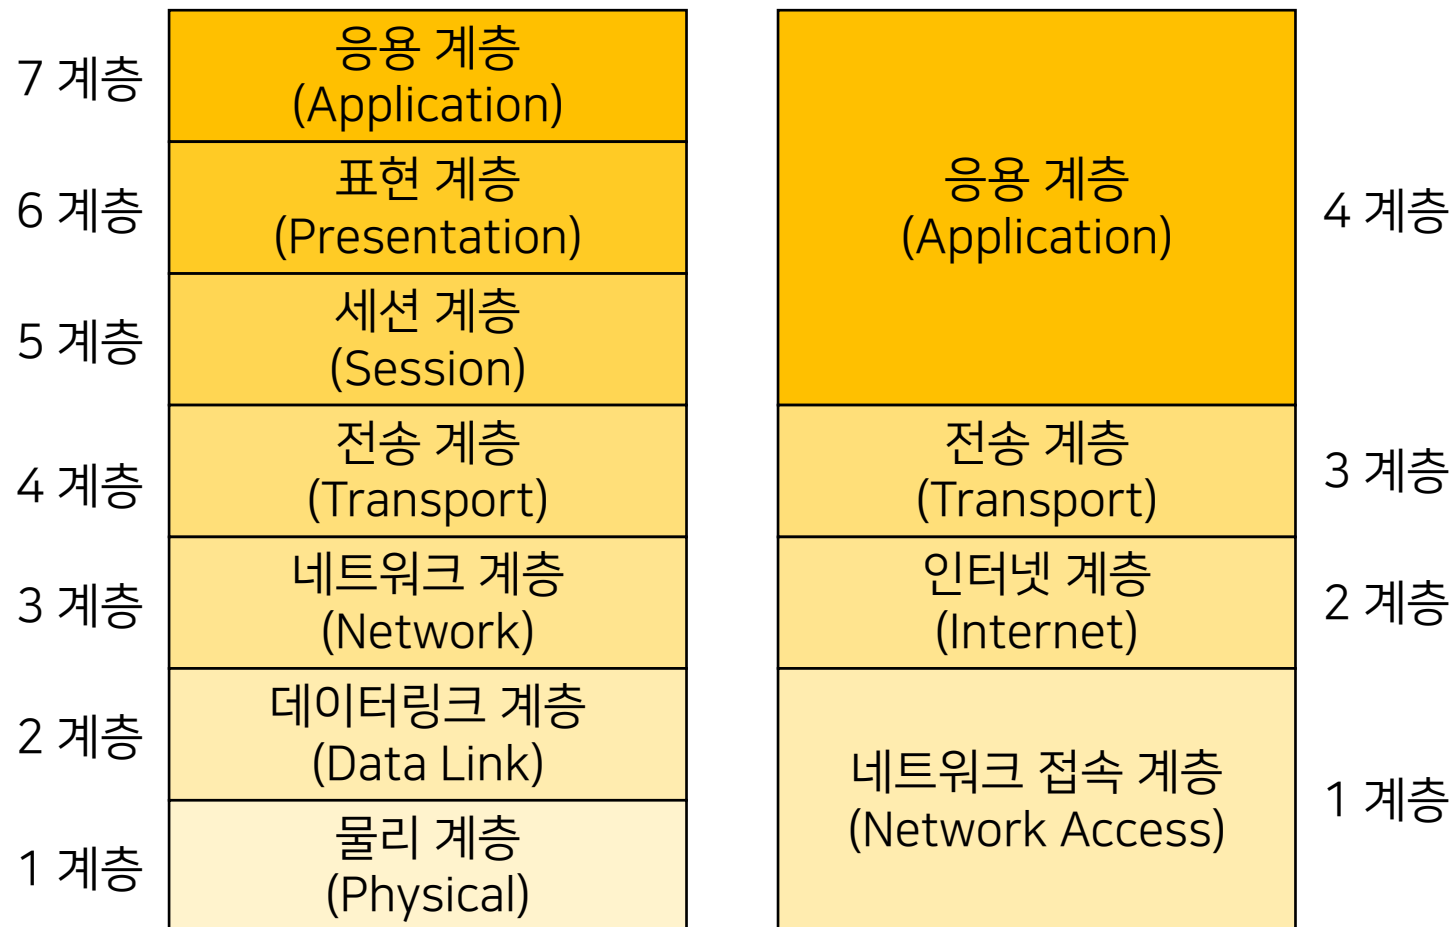 7 계층
응용 계층
(Application)
6 계층
표현 계층
(Presentation)
5 계층
세션 계층
(Session)
4 계층
전송 계층
(Transport)
3 계층
네트워크 계층
(Network)
2 계층
데이터링크 계층
(Data Link)
1 계층
물리 계층
(Physical)
응용 계층
(Application)
4 계층
전송 계층
(Transport)
3 계층
인터넷 계층
(Internet)
2 계층
네트워크 접속 계층
(Network Access)
1 계층